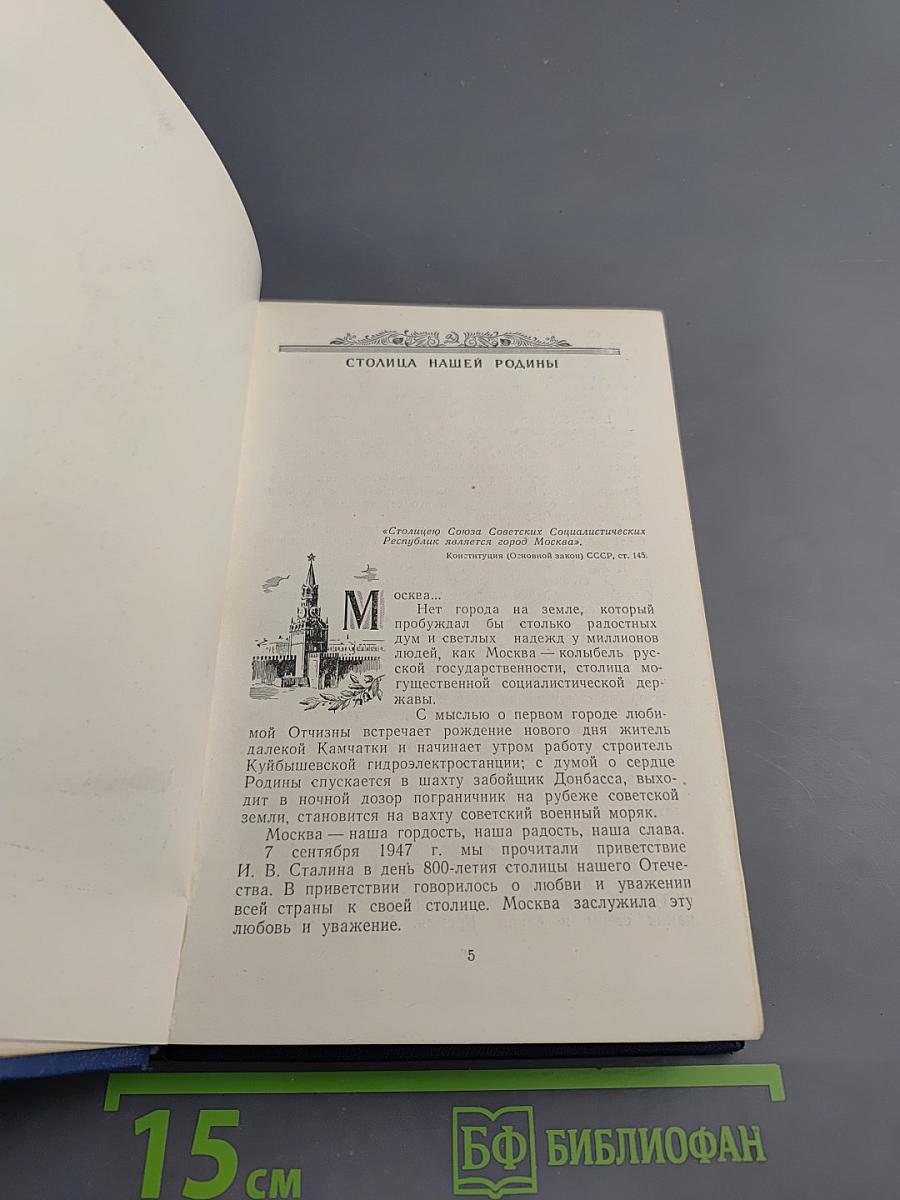 СТОЛИЦА НАШЕЙ РОДИНЫ
«Столицею Союза Советских Социалистических
Республик является город Москва».
Конституция (Основной закон) СССР, ст. 145.
Москва...
Нет города на земле, который
пробуждал бы столько радостных
дум и светлых надежд у миллионов
людей, как Москва — колыбель рус-
ской государственности, столица мо-
гущественной социалистической дер-
жавы.
С мыслью о первом городе люби-
мой Отчизны встречает рождение нового дня житель
далекой Камчатки и начинает утром работу строитель
Куйбышевской гидроэлектростанции; с думой о сердце
Родины спускается в шахту забойщик Донбасса, выхо-
дит в ночной дозор пограничник на рубеже советской
земли, становится на вахту советский военный моряк.
Москва — наша гордость, наша радость, наша слава.
7 сентября 1947 г. мы прочитали приветствие
И. В. Сталина в день 800-летия столицы нашего Отече-
ства. В приветствии говорилось о любви и уважении
всей страны к своей столице. Москва заслужила эту
любовь и уважение.
5
15 см
БФ БИБЛИОФАН